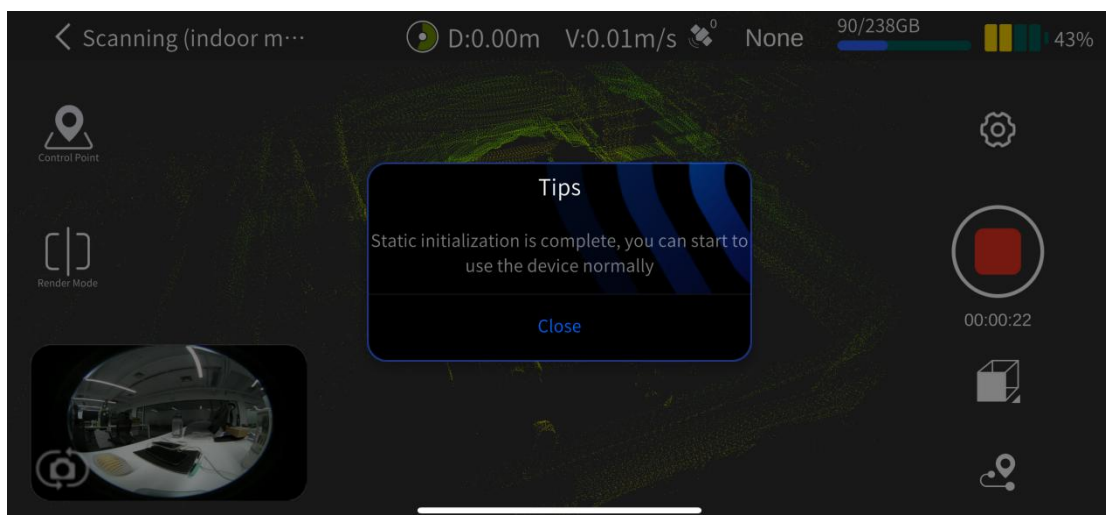 Scanning (indoor m···
D:0.00m V:0.01m/s 0 None 90/238GB 43%
Control Point
Tips
Static initialization is complete, you can start to
use the device normally
Render Mode
Close
00:00:22